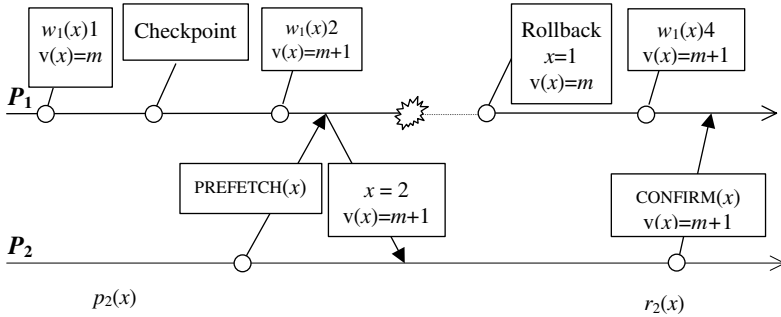 w1(x)1
v(x)=m
Checkpoint
w1(x)2
v(x)=m+1
Rollback
x=1
v(x)=m
w1(x)4
v(x)=m+1
P1
PREFETCH(x)
x = 2
v(x)=m+1
CONFIRM(x)
v(x)=m+1
P2
p2(x)
r2(x)